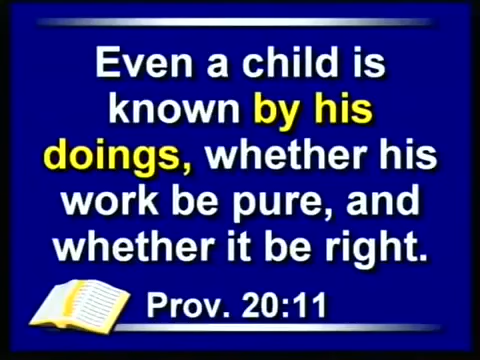 Even a child is
known by his
doings, whether his
work be pure, and
whether it be right.
Prov. 20:11